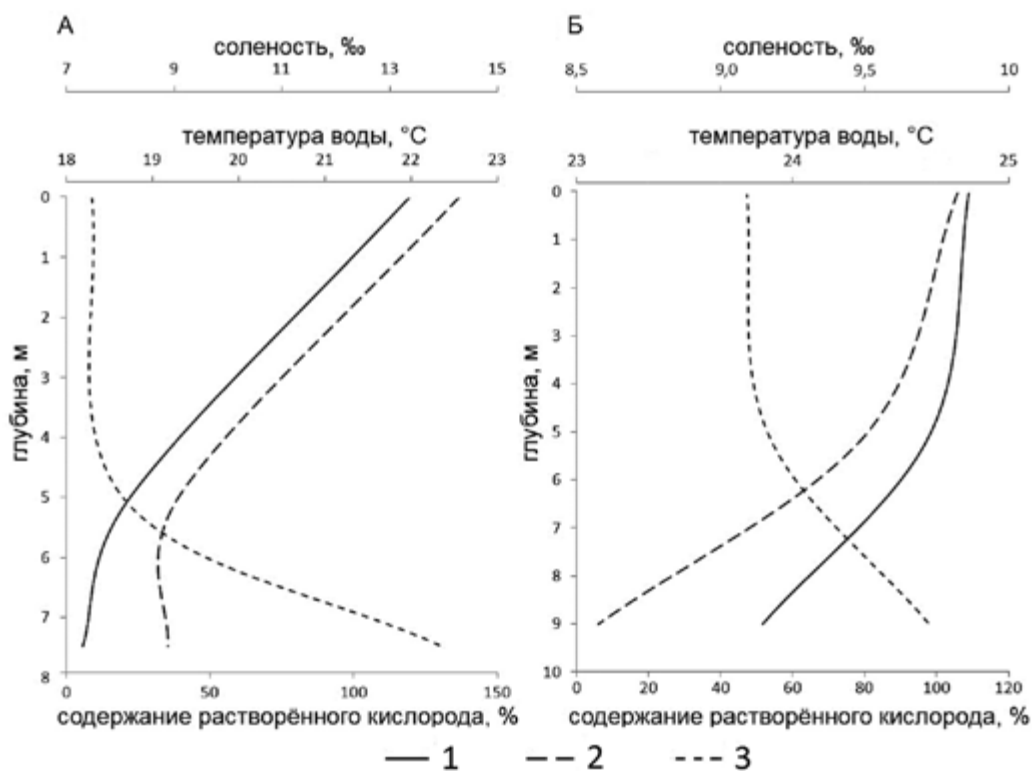 А
соленость, ‰
7 9 11 13 15
температура воды, °С
18 19 20 21 22 23
глубина, м
0
1
2
3
4
5
6
7
8
0 50 100 150
содержание растворённого кислорода, %
Б
соленость, ‰
8,5 9,0 9,5 10
температура воды, °С
23 24 25
глубина, м
0
1
2
3
4
5
6
7
8
9
10
0 20 40 60 80 100 120
содержание растворённого кислорода, %
1 2 3